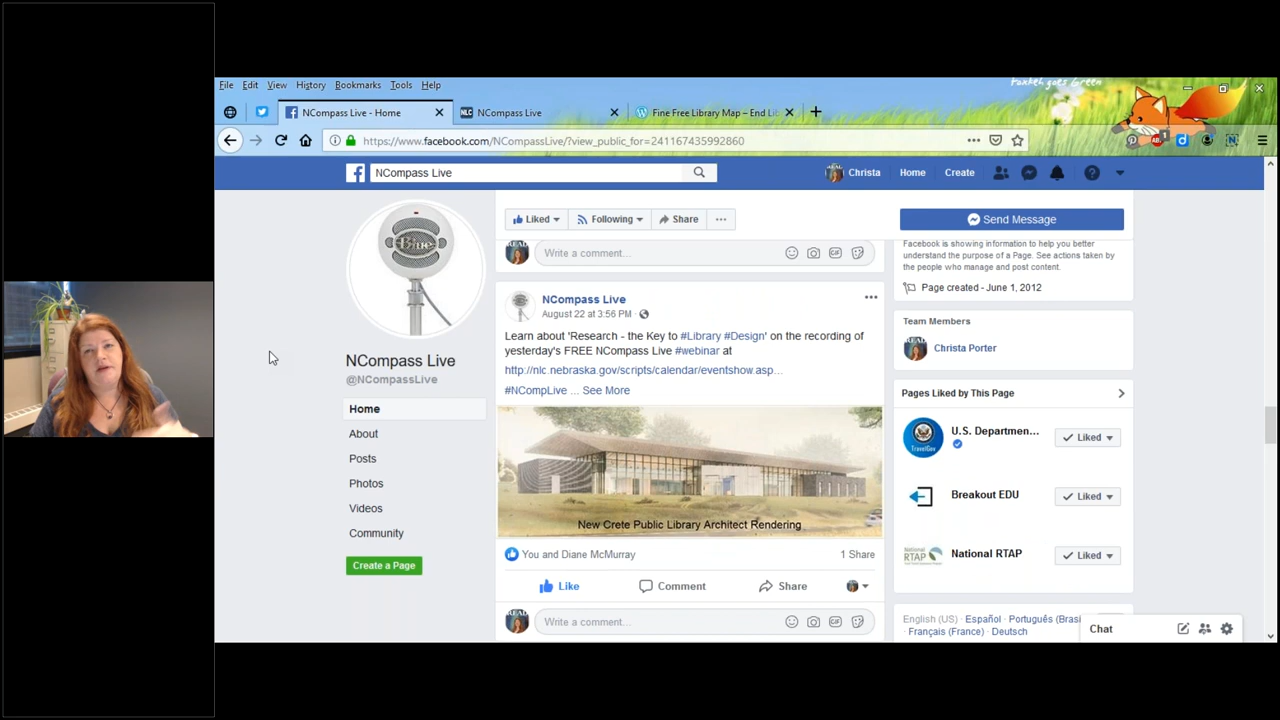 File Edit View History Bookmarks Tools Help
NCompass Live - Home
NLC NCompass Live
Fine Free Library Map – End Lib
https://www.facebook.com/NCompassLive/?view_public_for=241167435992860
NCompass Live
Christa
Home
Create
Liked
Following
Share
Send Message
Blue
NCompass Live
@NCompassLive
Home
About
Posts
Photos
Videos
Community
Create a Page
Write a comment...
NCompass Live
August 22 at 3:56 PM
Learn about 'Research - the Key to #Library #Design' on the recording of
yesterday's FREE NCompass Live #webinar at
http://nlc.nebraska.gov/scripts/calendar/eventshow.asp...
#NCompLive ... See More
New Crete Public Library Architect Rendering
You and Diane McMurray
1 Share
Like
Comment
Share
Write a comment...
Facebook is showing information to help you better
understand the purpose of a Page. See actions taken by
the people who manage and post content.
Page created - June 1, 2012
Team Members
Christa Porter
Pages Liked by This Page
U.S. Departmen...
Liked
Breakout EDU
Liked
National RTAP
Liked
English (US) · Español · Português (Brasi
· Français (France) · Deutsch
Chat